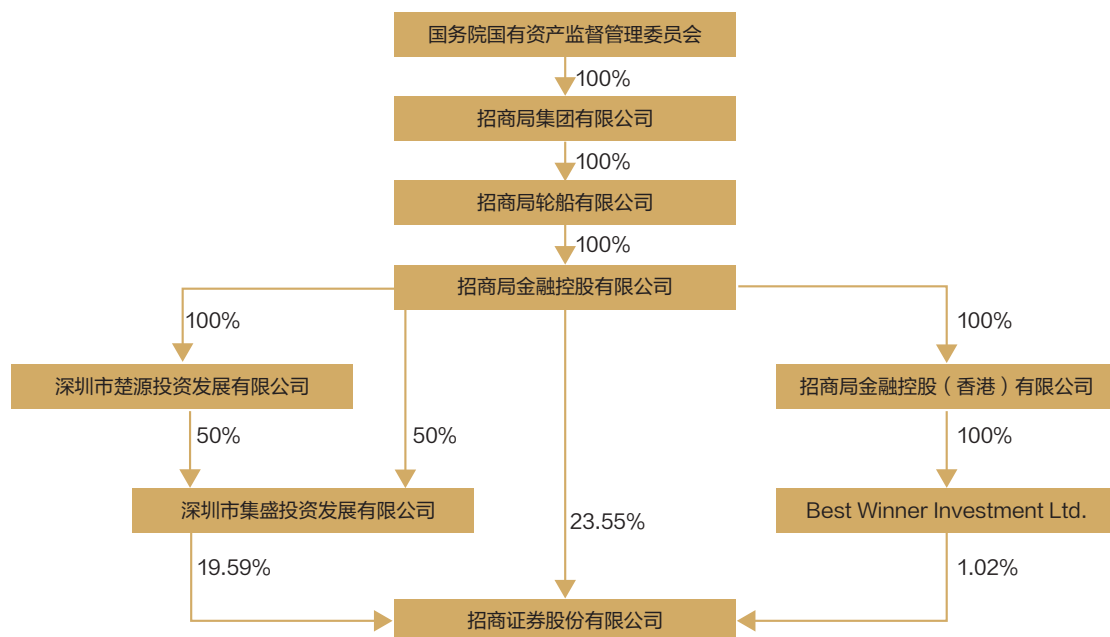 国务院国有资产监督管理委员会
100%
招商局集团有限公司
100%
招商局轮船有限公司
100%
招商局金融控股有限公司
100%
100%
深圳市楚源投资发展有限公司
招商局金融控股（香港）有限公司
50%
50%
100%
深圳市集盛投资发展有限公司
Best Winner Investment Ltd.
23.55%
19.59%
1.02%
招商证券股份有限公司